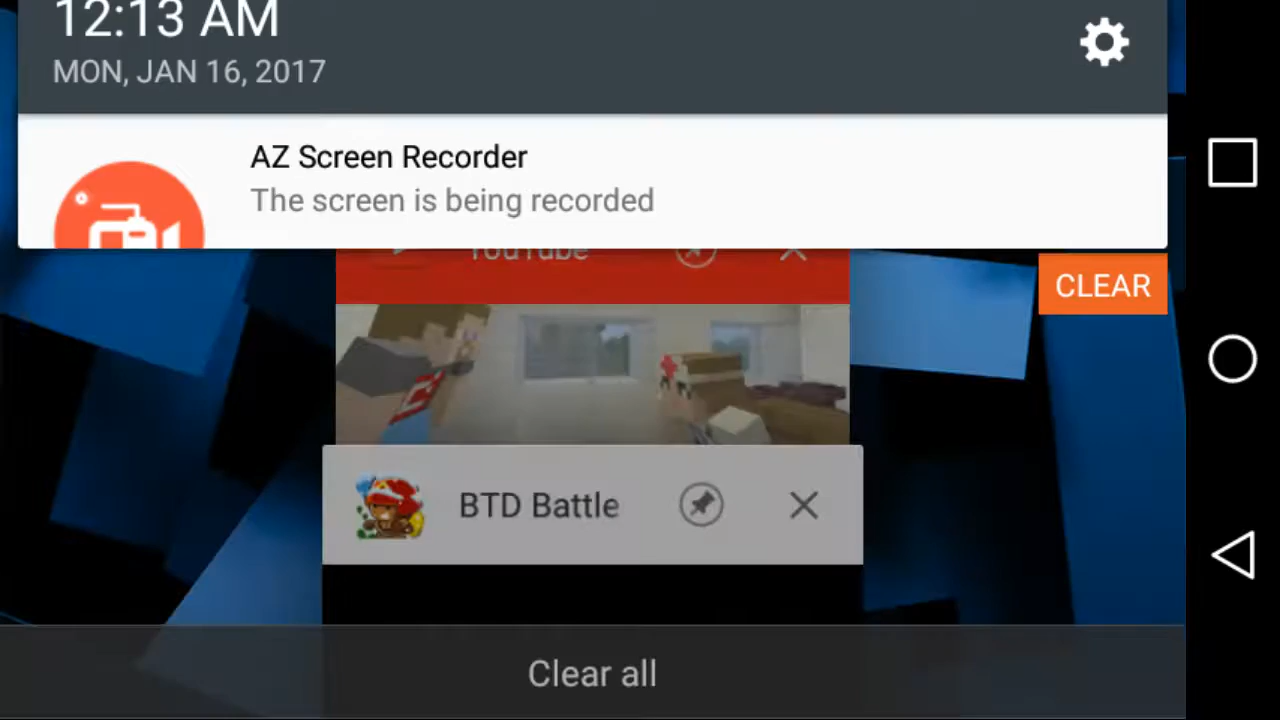 12:13 AM
MON, JAN 16, 2017
AZ Screen Recorder
The screen is being recorded
YouTube
CLEAR
BTD Battle
Clear all